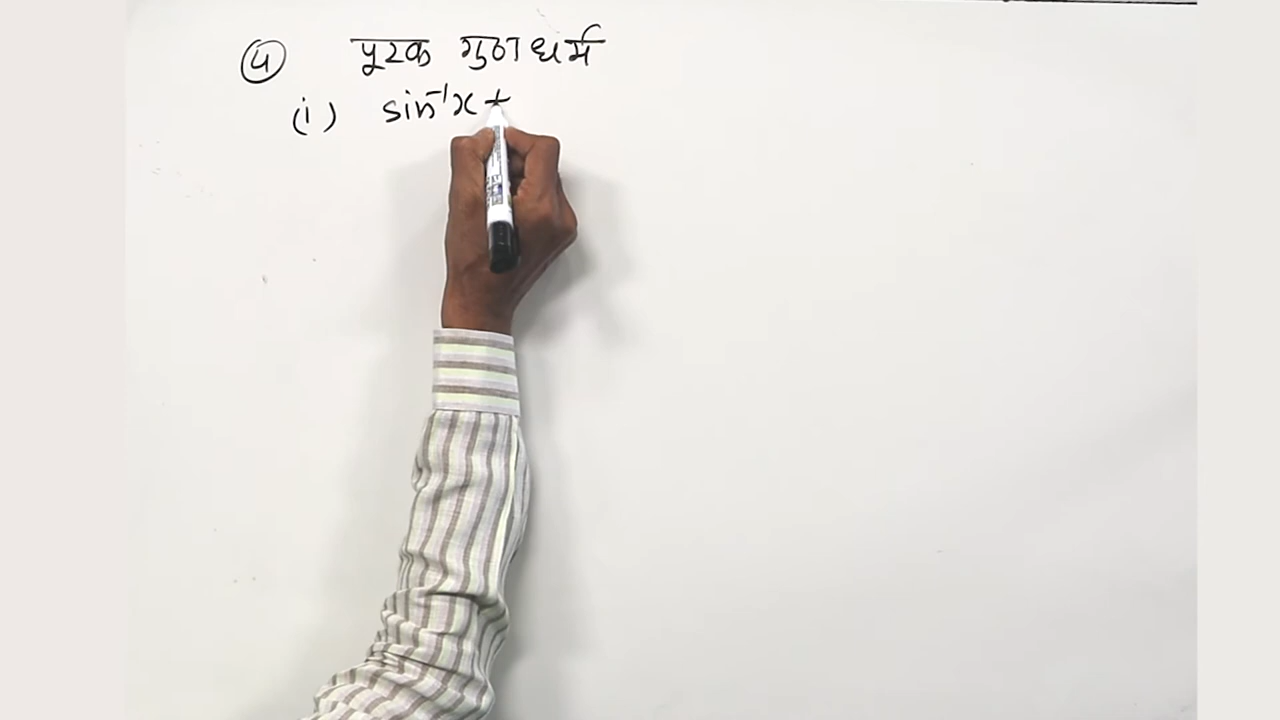 ④ पूरक गुणधर्म
(i) sin⁻¹x +